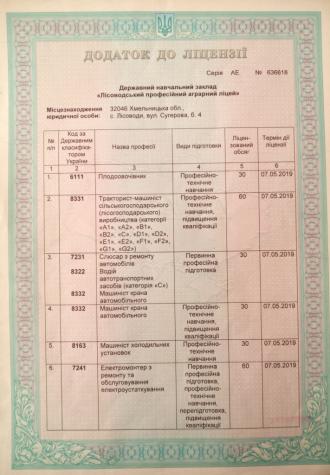 ДОДАТОК ДО ЛІЦЕНЗІЇ
Серія АЕ № 636618
Державний навчальний заклад
«Лісоводський професійний аграрний ліцей»
Місцезнаходження юридичної особи: 32046 Хмельницька обл.,
с. Лісоводи, вул. Сугерова, б. 4
№ п/п | Код за Державним класифікатором України | Назва професії | Види підготовки | Ліцензований обсяг | Термін дії ліцензії
1 2 3 4 5 6
1. 6111 Плодоовочівник Професійно-технічне навчання 30 07.05.2019
2. 8331 Тракторист-машиніст сільськогосподарського (лісогосподарського) виробництва (категорії «А1», «А2», «В1», «В2», «С», «D1», «D2», «Е1», «Е2», «F1», «F2», «G1», «G2») Професійно-технічне навчання, підвищення кваліфікації 60 07.05.2019
3. 7231 Слюсар з ремонту автомобілів Первинна професійна підготовка 30 07.05.2019
8322 Водій автотранспортних засобів (категорія «С»)
8332 Машиніст крана автомобільного
4. 8332 Машиніст крана автомобільного Професійно-технічне навчання, підвищення кваліфікації 30 07.05.2019
5. 8163 Машиніст холодильних установок Професійно-технічне навчання 30 07.05.2019
6. 7241 Електромонтер з ремонту та обслуговування електроустаткування Первинна професійна підготовка, професійно-технічне навчання, перепідготовка, підвищення кваліфікації 60 07.05.2019